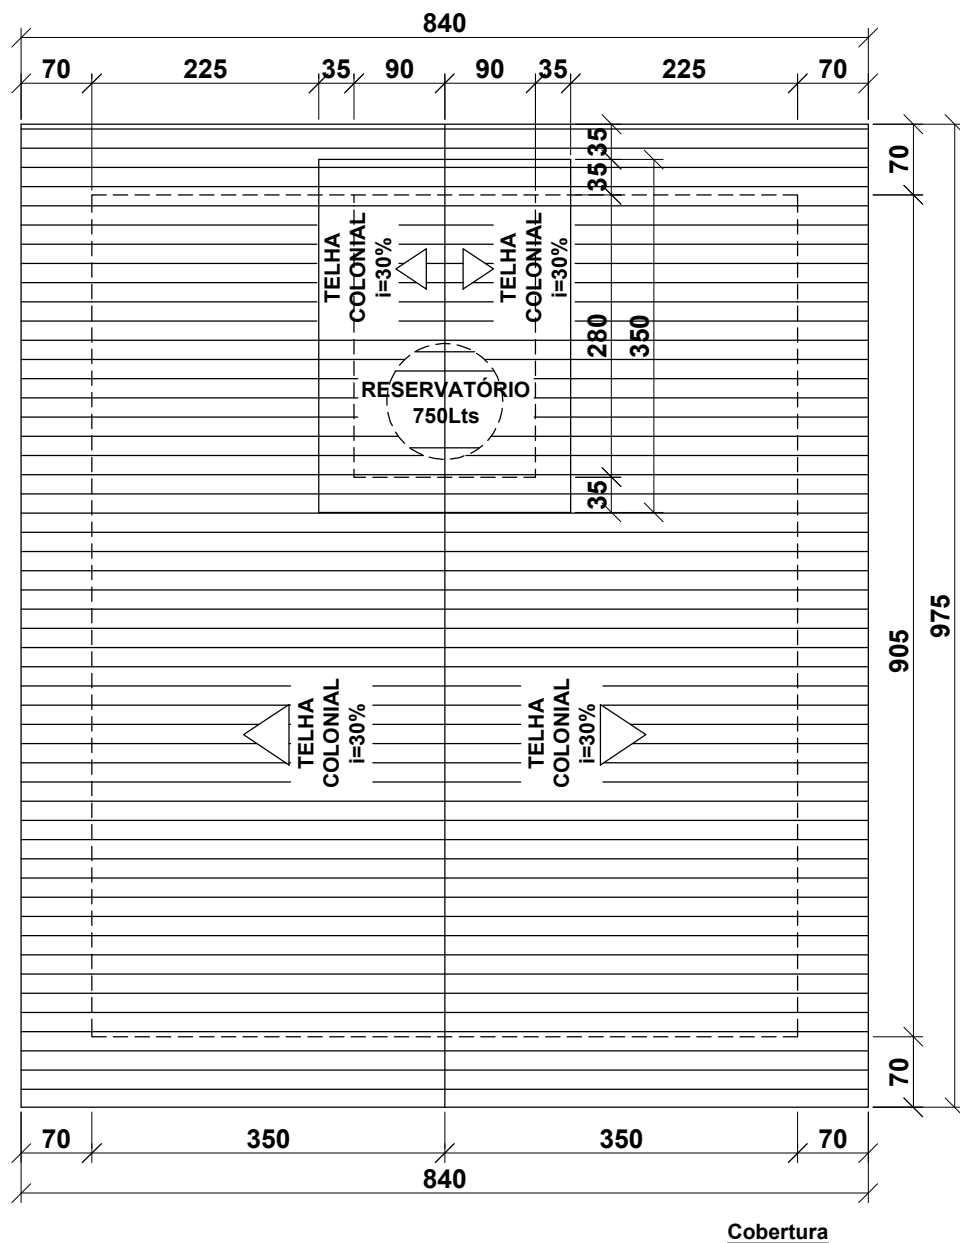 840
70 225 35 90 90 35 225 70
35
70
35
TELHA
COLONIAL
i=30%
TELHA
COLONIAL
i=30%
280
350
RESERVATÓRIO
750Lts
35
905
975
TELHA
COLONIAL
i=30%
TELHA
COLONIAL
i=30%
70
70 350 350 70
840
Cobertura